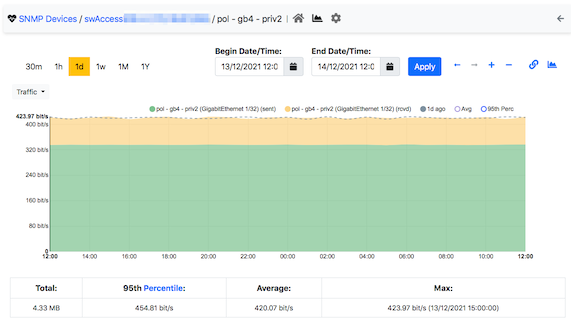 SNMP Devices / swAccess / pol - gb4 - priv2 |
Begin Date/Time: End Date/Time:
30m 1h 1d 1w 1M 1Y 13/12/2021 12:0 14/12/2021 12:0 Apply
Traffic
pol - gb4 - priv2 (GigabitEthernet 1/32) (sent) pol - gb4 - priv2 (GigabitEthernet 1/32) (rcvd) 1d ago Avg 95th Perc
423.97 bit/s
400 bit/s
320 bit/s
240 bit/s
160 bit/s
80 bit/s
0
12:00 14:00 16:00 18:00 20:00 22:00 00:00 02:00 04:00 06:00 08:00 10:00 12:00
Total: 95th Percentile: Average: Max:
4.33 MB 454.81 bit/s 420.07 bit/s 423.97 bit/s (13/12/2021 15:00:00)